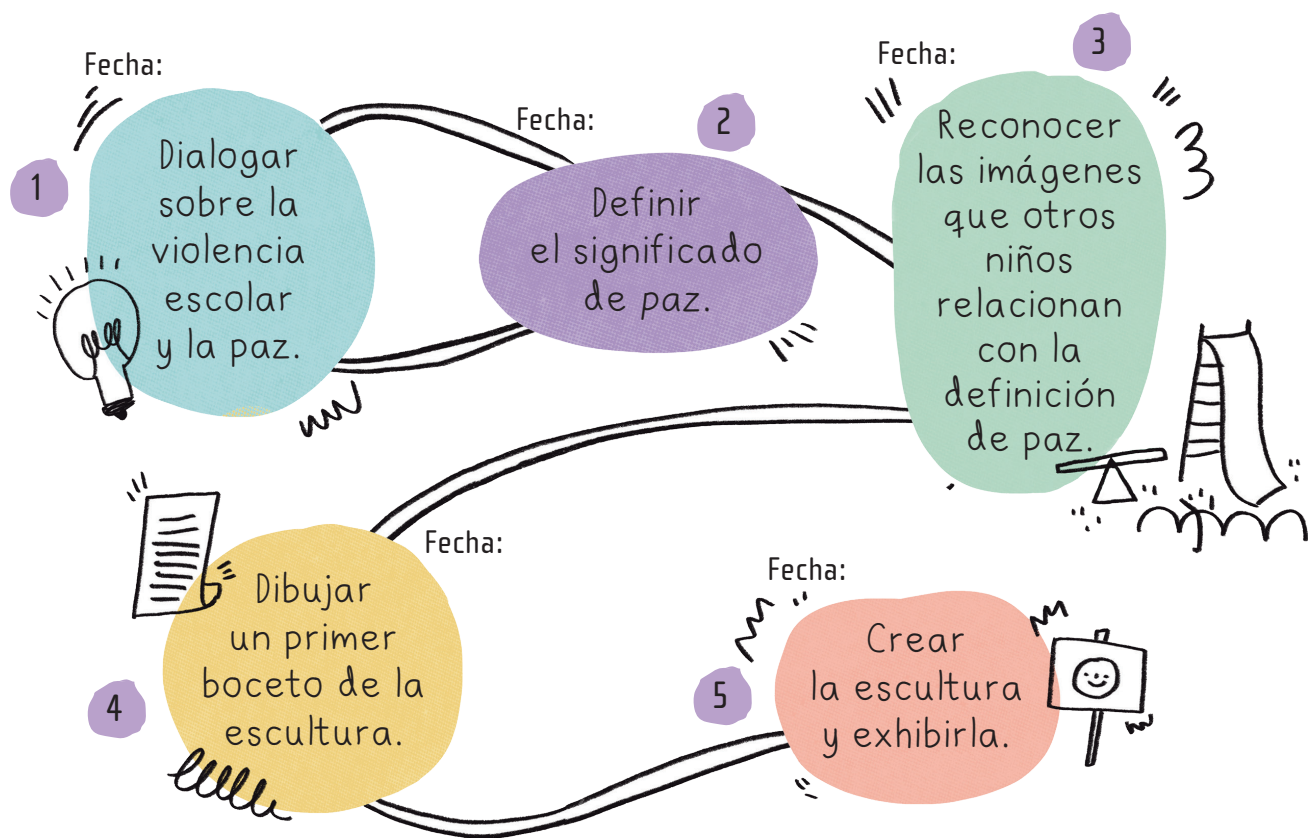 Fecha:
1
Dialogar
sobre la
violencia
escolar
y la paz.
Fecha:
2
Definir
el significado
de paz.
Fecha:
3
Reconocer
las imágenes
que otros
niños
relacionan
con la
definición
de paz.
4
Fecha:
Dibujar
un primer
boceto de la
escultura.
Fecha:
5
Crear
la escultura
y exhibirla.